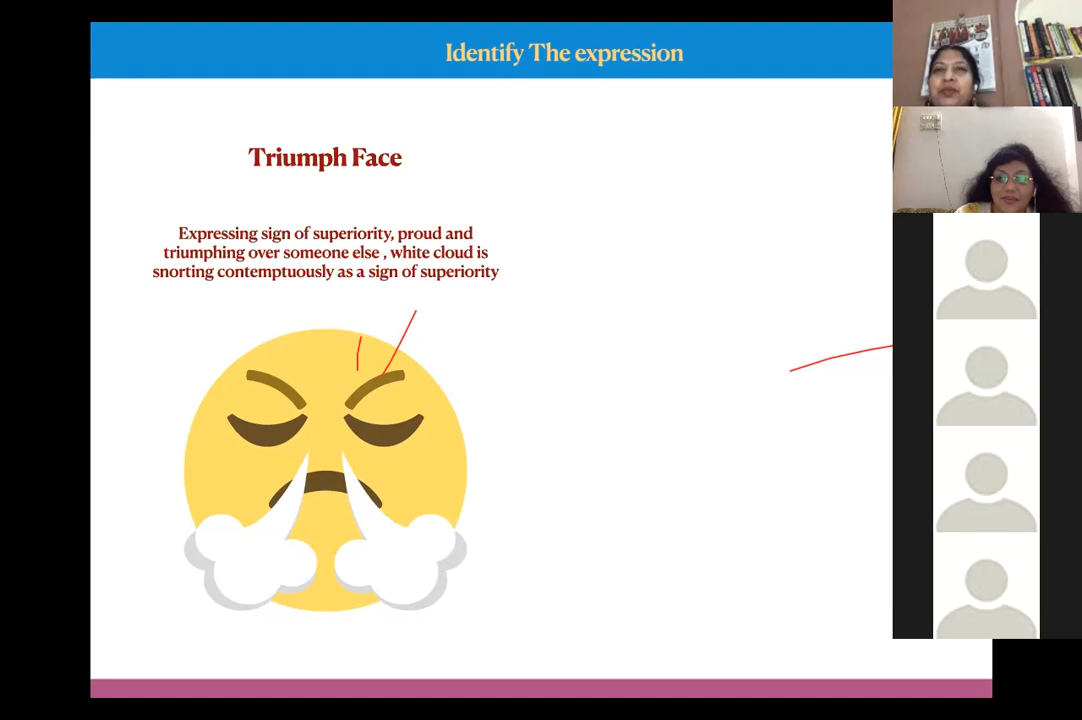 Identify The expression
Triumph Face
Expressing sign of superiority, proud and
triumphing over someone else , white cloud is
snorting contemptuously as a sign of superiority